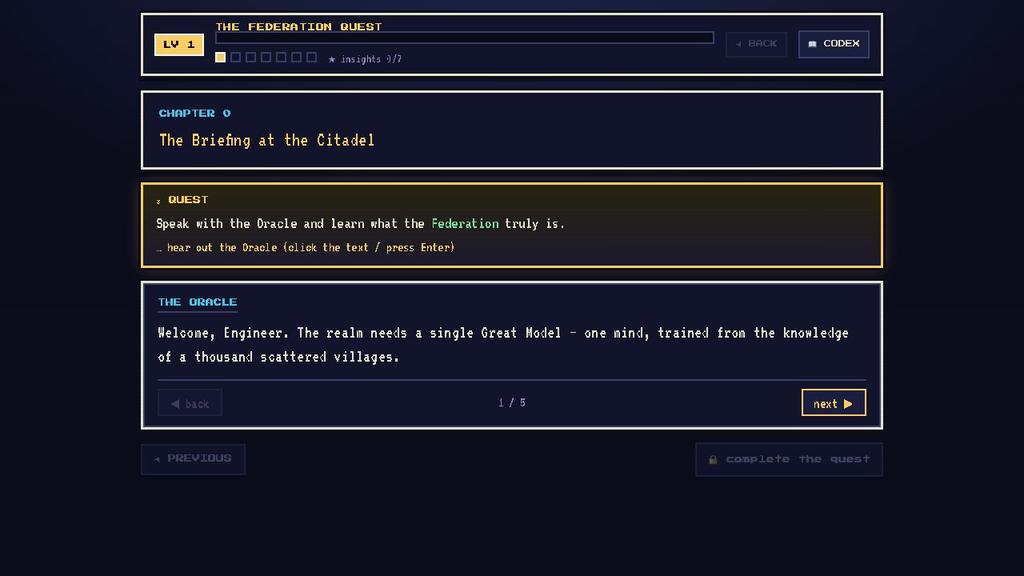 LV 1
THE FEDERATION QUEST
★ insights 0/7
◂ BACK
CODEX
CHAPTER 0
The Briefing at the Citadel
QUEST
Speak with the Oracle and learn what the Federation truly is.
… hear out the Oracle (click the text / press Enter)
THE ORACLE
Welcome, Engineer. The realm needs a single Great Model – one mind, trained from the knowledge
of a thousand scattered villages.
◀ back
1 / 5
next ▶
◂ PREVIOUS
complete the quest